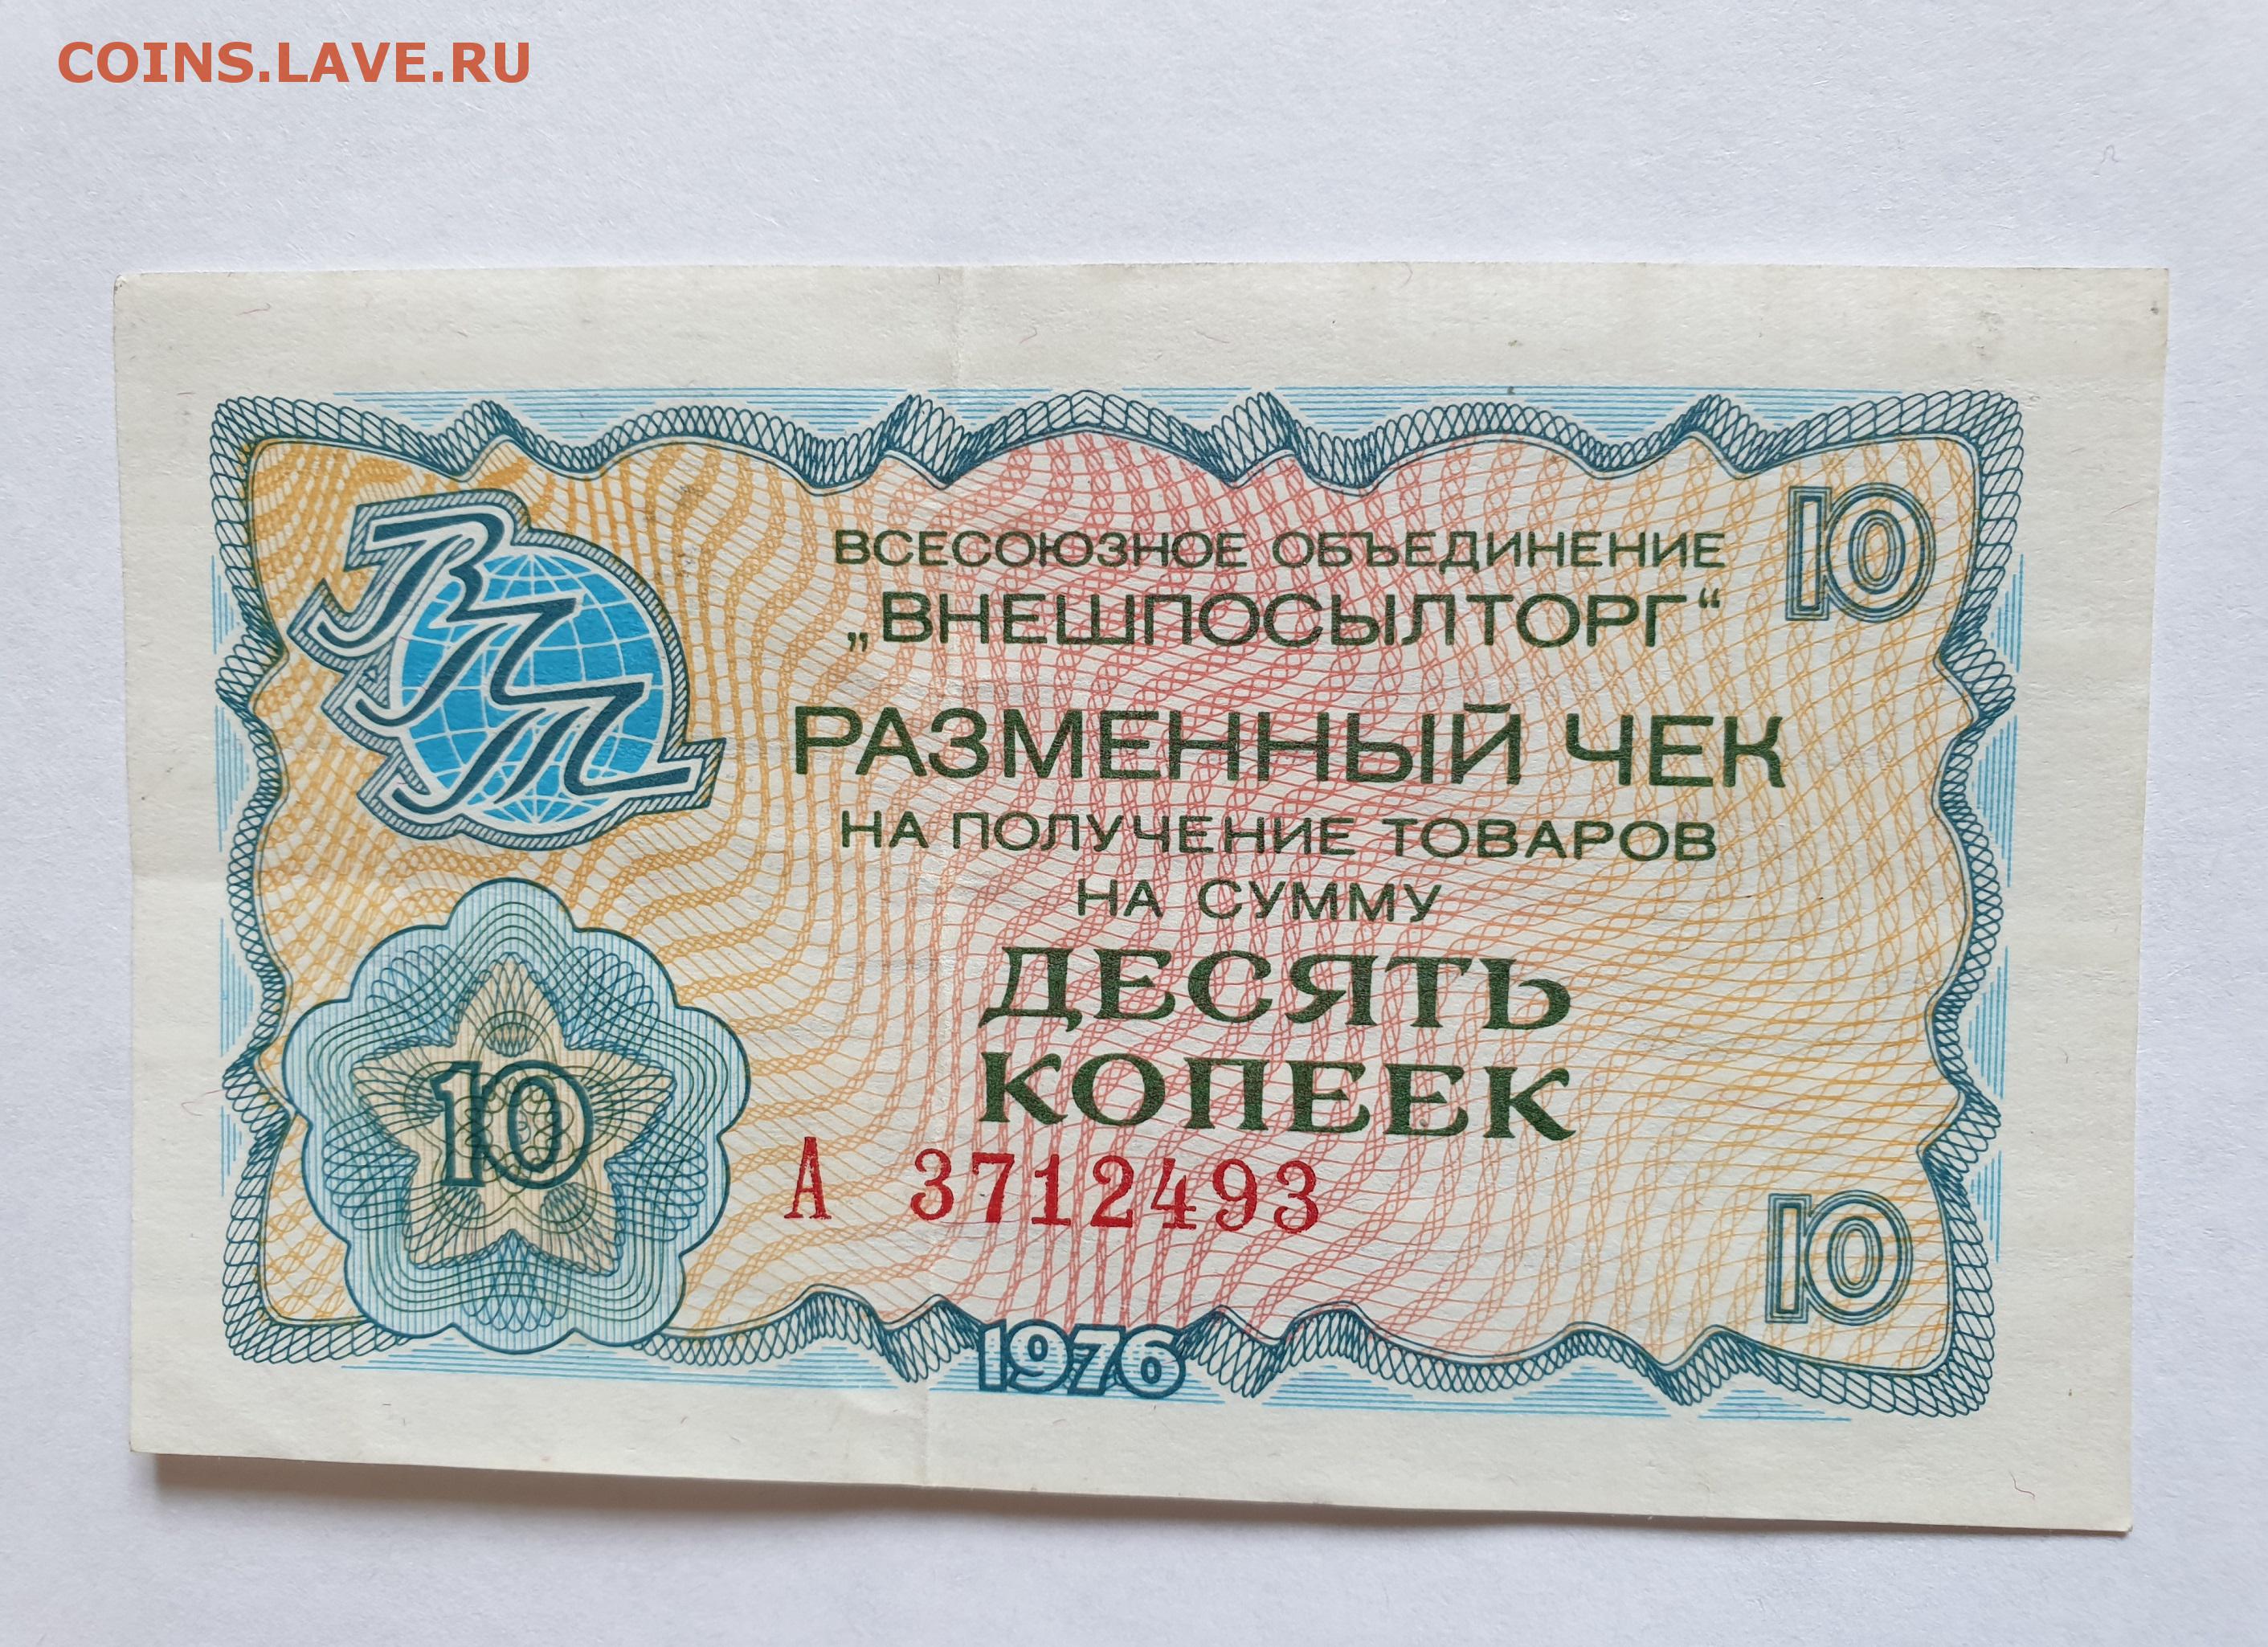 COINS.LAVE.RU
ВСЕСОЮЗНОЕ ОБЪЕДИНЕНИЕ
„ВНЕШПОСЫЛТОРГ“
10
ВПТ
РАЗМЕННЫЙ ЧЕК
НА ПОЛУЧЕНИЕ ТОВАРОВ
НА СУММУ
ДЕСЯТЬ
КОПЕЕК
10
А 3712493
10
1976